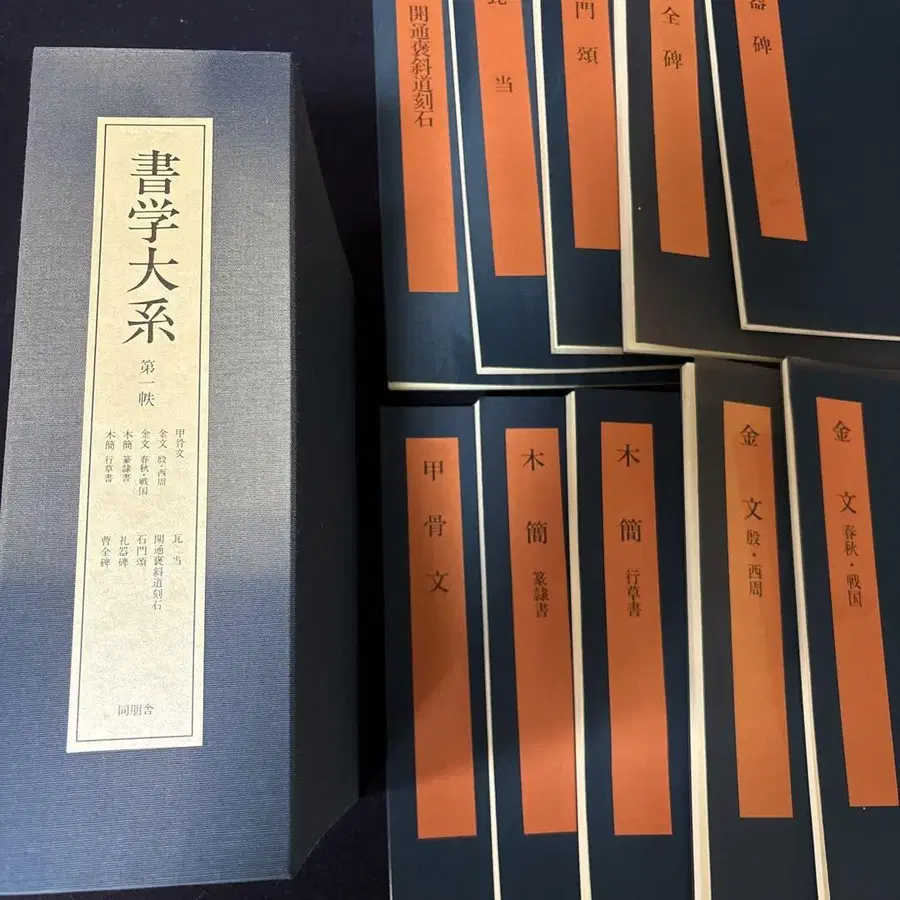 書学大系
第一帙
甲骨文
金文 殷・西周
金文 春秋・戦国
木簡 篆隷書
木簡 行草書
瓦当
開通褒斜道刻石
石門頌
礼器碑
曹全碑
同朋舎
開通褒斜道刻石
瓦当
門頌
全碑
器碑
甲骨文
木簡 篆隷書
木簡 行草書
金文 殷・西周
金文 春秋・戦国